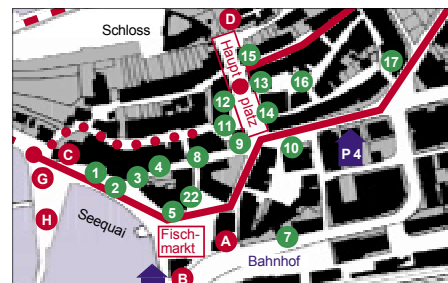 Schloss
D
Haupt
platz
15
13
16
17
12
14
11
9
10
P 4
8
C
G
1
2
3
4
22
5
H
Seequai
Fisch-
markt
A
7
Bahnhof
B